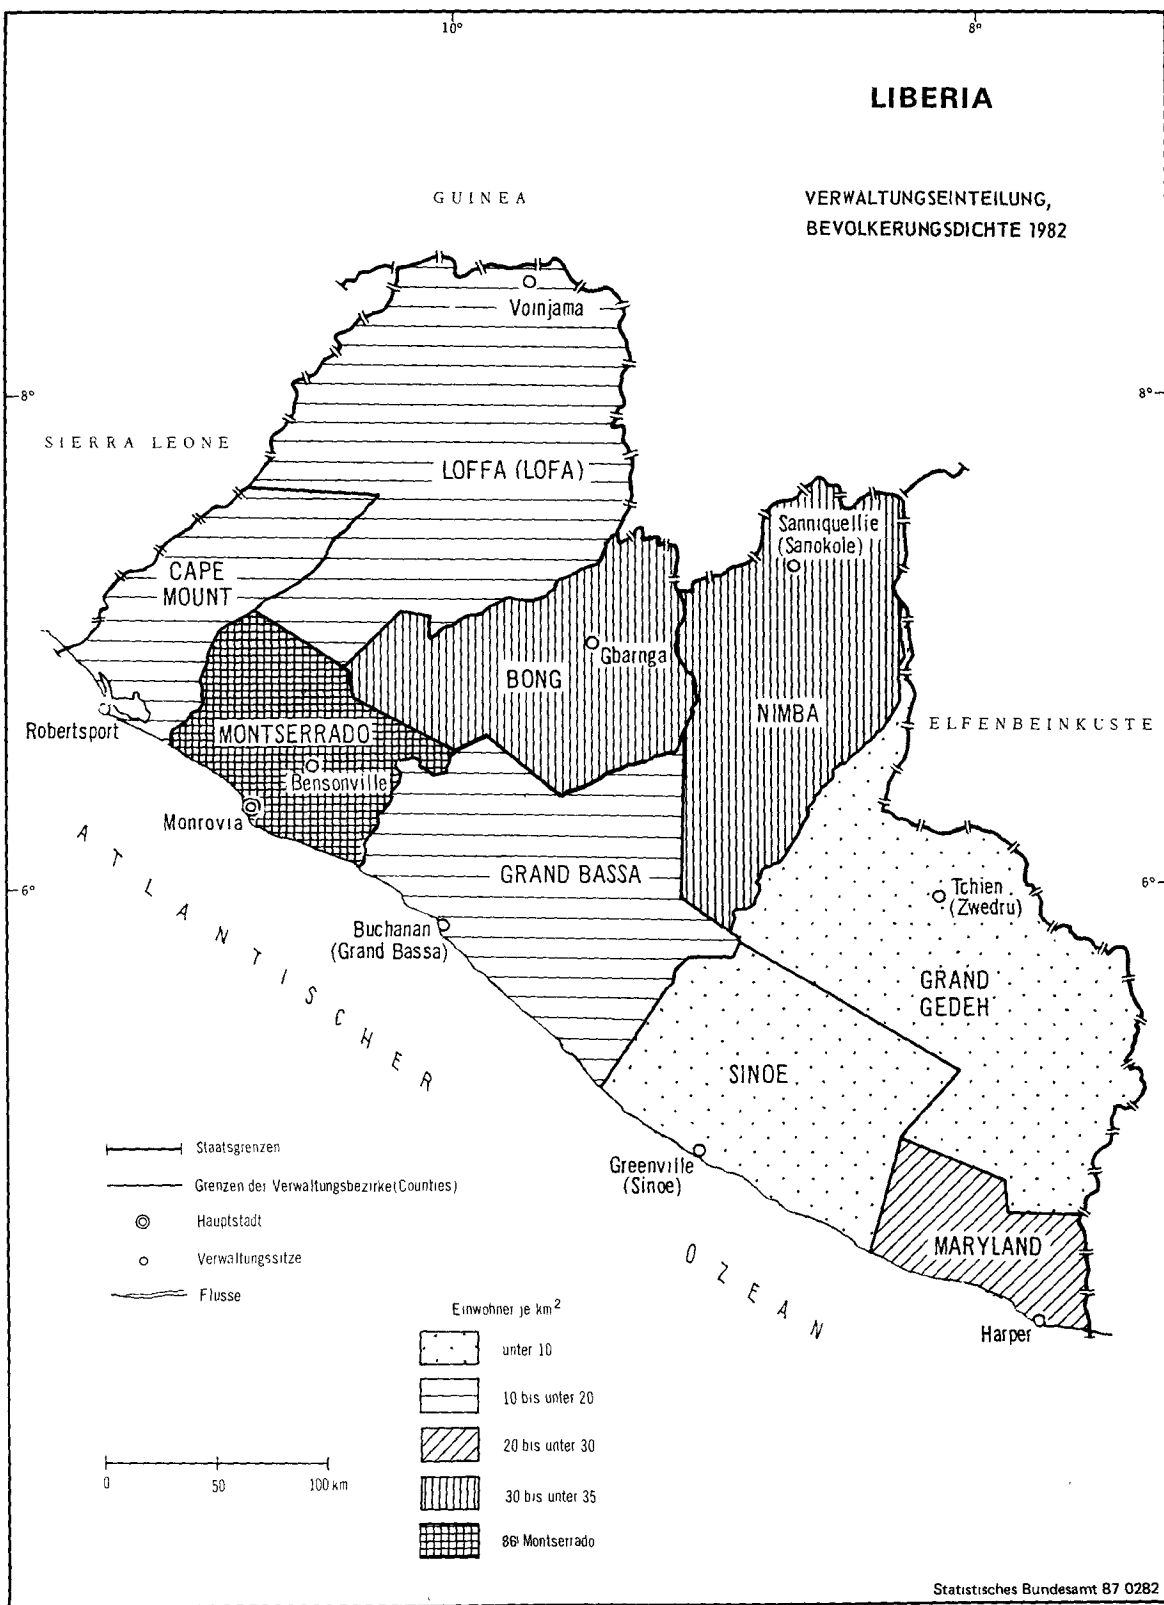 10°
8°
LIBERIA
VERWALTUNGSEINTEILUNG,
BEVOLKERUNGSDICHTE 1982
GUINEA
Voinjama
8°
8°
SIERRA LEONE
LOFFA (LOFA)
Sanniquellie
(Sanokole)
CAPE
MOUNT
Gbarnga
BONG
NIMBA
Robertsport
MONTSERRADO
ELFENBEINKUSTE
Bensonville
Monrovia
GRAND BASSA
6°
6°
Tchien
(Zwedru)
Buchanan
(Grand Bassa)
GRAND
GEDEH
ATLANTISCHER
SINOE
Greenville
(Sinoe)
MARYLAND
OZEAN
Harper
Staatsgrenzen
Grenzen der Verwaltungsbezirke (Counties)
Hauptstadt
Verwaltungssitze
Flusse
Einwohner je km²
unter 10
10 bis unter 20
20 bis unter 30
30 bis unter 35
86 Montserrado
0 50 100 km
Statistisches Bundesamt 87 0282